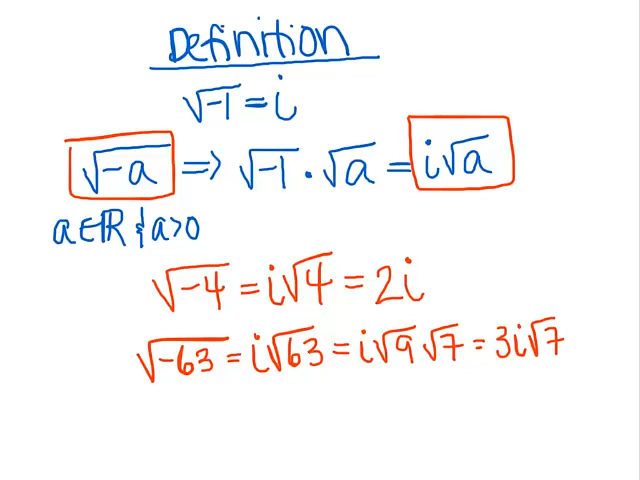 Definition
√-1 = i
√-a ⇒ √-1 · √a = i√a
a∈ℝ & a>0
√-4 = i√4 = 2i
√-63 = i√63 = i√9 √7 = 3i√7